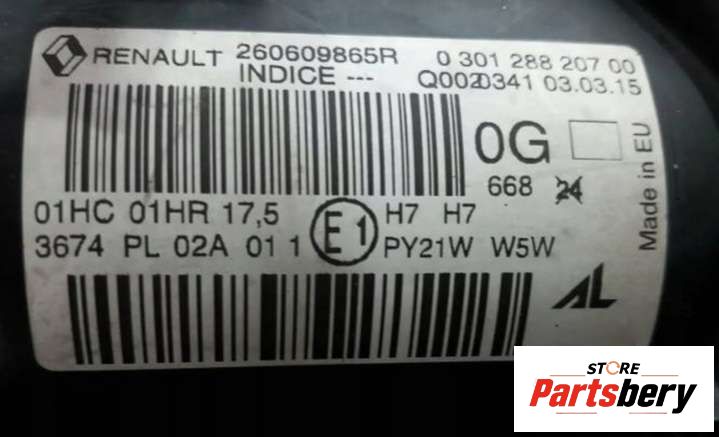 RENAULT 260609865R 0 301 288 207 00
INDICE --- Q0020341 03.03.15
0G
668 24
Made in EU
01HC 01HR 17,5 E1 H7 H7
3674 PL 02A 01 1 PY21W W5W
AL
STORE
Partsbery